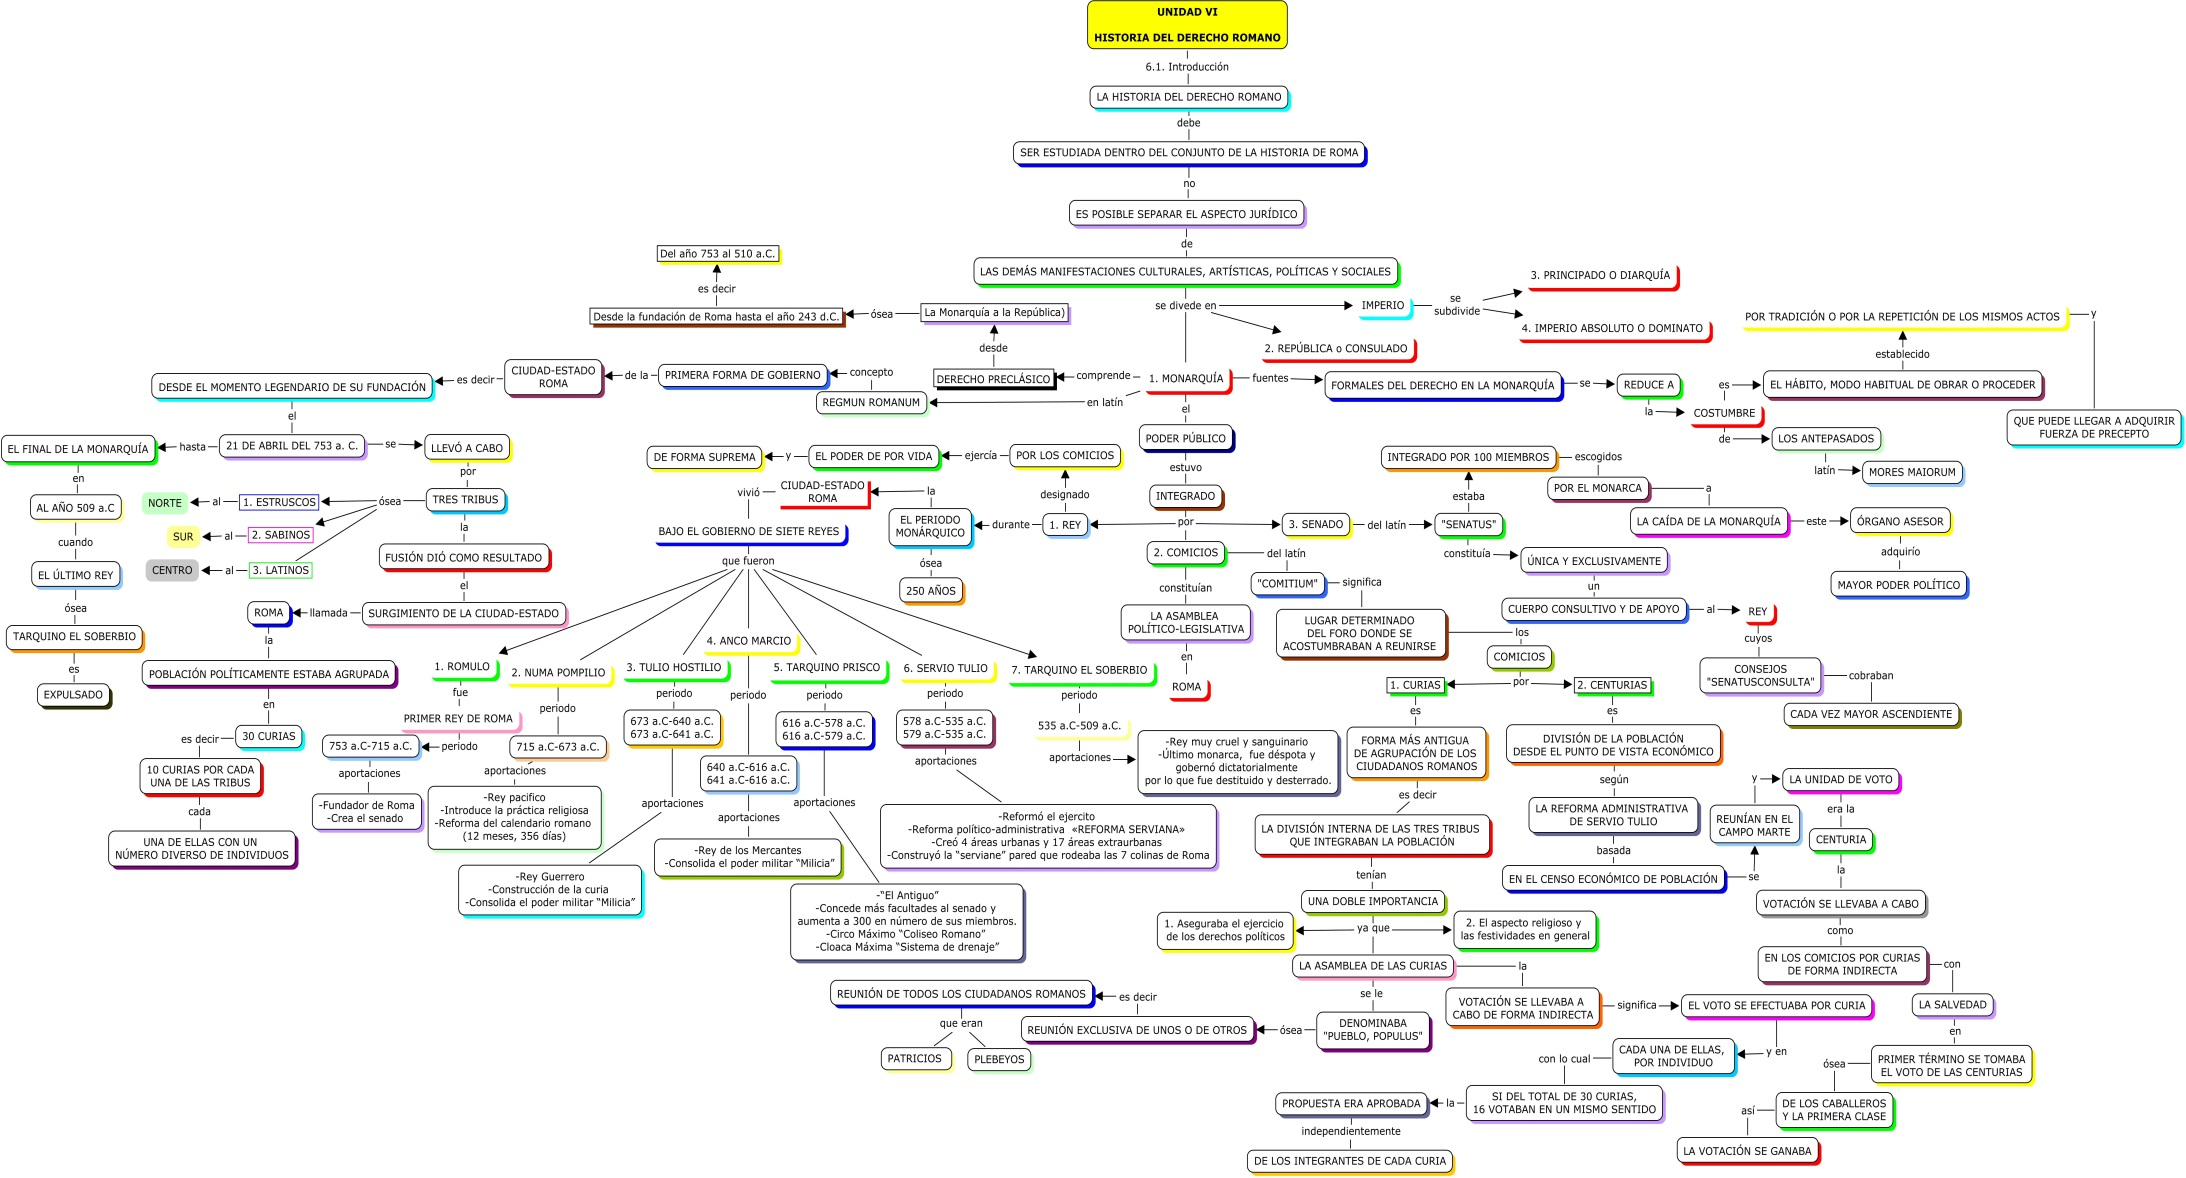 UNIDAD VI
HISTORIA DEL DERECHO ROMANO
6.1. Introducción
LA HISTORIA DEL DERECHO ROMANO
debe
SER ESTUDIADA DENTRO DEL CONJUNTO DE LA HISTORIA DE ROMA
no
ES POSIBLE SEPARAR EL ASPECTO JURÍDICO
de
LAS DEMÁS MANIFESTACIONES CULTURALES, ARTÍSTICAS, POLÍTICAS Y SOCIALES
se divede en
IMPERIO
se
subdivide
3. PRINCIPADO O DIARQUÍA
4. IMPERIO ABSOLUTO O DOMINATO
2. REPÚBLICA o CONSULADO
1. MONARQUÍA
comprende
DERECHO PRECLÁSICO
desde
La Monarquía a la República)
ósea
Desde la fundación de Roma hasta el año 243 d.C.
es decir
Del año 753 al 510 a.C.
en latín
REGMUN ROMANUM
concepto
PRIMERA FORMA DE GOBIERNO
de la
CIUDAD-ESTADO
ROMA
es decir
DESDE EL MOMENTO LEGENDARIO DE SU FUNDACIÓN
el
21 DE ABRIL DEL 753 a. C.
hasta
EL FINAL DE LA MONARQUÍA
en
AL AÑO 509 a.C
cuando
EL ÚLTIMO REY
ósea
TARQUINO EL SOBERBIO
es
EXPULSADO
se
LLEVÓ A CABO
por
TRES TRIBUS
ósea
1. ESTRUSCOS
al
NORTE
2. SABINOS
al
SUR
3. LATINOS
al
CENTRO
la
FUSIÓN DIÓ COMO RESULTADO
el
SURGIMIENTO DE LA CIUDAD-ESTADO
llamada
ROMA
la
POBLACIÓN POLÍTICAMENTE ESTABA AGRUPADA
en
30 CURIAS
es decir
10 CURIAS POR CADA
UNA DE LAS TRIBUS
cada
UNA DE ELLAS CON UN
NÚMERO DIVERSO DE INDIVIDUOS
fuentes
FORMALES DEL DERECHO EN LA MONARQUÍA
se
REDUCE A
la
COSTUMBRE
es
EL HÁBITO, MODO HABITUAL DE OBRAR O PROCEDER
establecido
POR TRADICIÓN O POR LA REPETICIÓN DE LOS MISMOS ACTOS
y
QUE PUEDE LLEGAR A ADQUIRIR
FUERZA DE PRECEPTO
de
LOS ANTEPASADOS
latín
MORES MAIORUM
el
PODER PÚBLICO
estuvo
INTEGRADO
por
1. REY
designado
POR LOS COMICIOS
ejercía
EL PODER DE POR VIDA
y
DE FORMA SUPREMA
durante
EL PERIODO
MONÁRQUICO
ósea
250 AÑOS
la
CIUDAD-ESTADO
ROMA
vivió
BAJO EL GOBIERNO DE SIETE REYES
que fueron
1. ROMULO
fue
PRIMER REY DE ROMA
periodo
753 a.C-715 a.C.
aportaciones
-Fundador de Roma
-Crea el senado
2. NUMA POMPILIO
periodo
715 a.C-673 a.C.
aportaciones
-Rey pacifico
-Introduce la práctica religiosa
-Reforma del calendario romano
(12 meses, 356 días)
3. TULIO HOSTILIO
periodo
673 a.C-640 a.C.
673 a.C-641 a.C.
aportaciones
-Rey Guerrero
-Construcción de la curia
-Consolida el poder militar “Milicia”
4. ANCO MARCIO
periodo
640 a.C-616 a.C.
641 a.C-616 a.C.
aportaciones
-Rey de los Mercantes
-Consolida el poder militar “Milicia”
5. TARQUINO PRISCO
periodo
616 a.C-578 a.C.
616 a.C-579 a.C.
aportaciones
-“El Antiguo”
-Concede más facultades al senado y
aumenta a 300 en número de sus miembros.
-Circo Máximo “Coliseo Romano”
-Cloaca Máxima “Sistema de drenaje”
6. SERVIO TULIO
periodo
578 a.C-535 a.C.
579 a.C-535 a.C.
aportaciones
-Reformó el ejercito
-Reforma político-administrativa «REFORMA SERVIANA»
-Creó 4 áreas urbanas y 17 áreas extraurbanas
-Construyó la “serviane” pared que rodeaba las 7 colinas de Roma
7. TARQUINO EL SOBERBIO
periodo
535 a.C-509 a.C.
aportaciones
-Rey muy cruel y sanguinario
-Último monarca, fue déspota y
gobernó dictatorialmente
por lo que fue destituido y desterrado.
2. COMICIOS
constituían
LA ASAMBLEA
POLÍTICO-LEGISLATIVA
en
ROMA
del latín
"COMITIUM"
significa
LUGAR DETERMINADO
DEL FORO DONDE SE
ACOSTUMBRABAN A REUNIRSE
los
COMICIOS
por
1. CURIAS
es
FORMA MÁS ANTIGUA
DE AGRUPACIÓN DE LOS
CIUDADANOS ROMANOS
es decir
LA DIVISIÓN INTERNA DE LAS TRES TRIBUS
QUE INTEGRABAN LA POBLACIÓN
tenían
UNA DOBLE IMPORTANCIA
ya que
1. Aseguraba el ejercicio
de los derechos políticos
2. El aspecto religioso y
las festividades en general
LA ASAMBLEA DE LAS CURIAS
se le
DENOMINABA
"PUEBLO, POPULUS"
ósea
REUNIÓN EXCLUSIVA DE UNOS O DE OTROS
es decir
REUNIÓN DE TODOS LOS CIUDADANOS ROMANOS
que eran
PATRICIOS
PLEBEYOS
la
VOTACIÓN SE LLEVABA A
CABO DE FORMA INDIRECTA
significa
EL VOTO SE EFECTUABA POR CURIA
y en
CADA UNA DE ELLAS,
POR INDIVIDUO
con lo cual
SI DEL TOTAL DE 30 CURIAS,
16 VOTABAN EN UN MISMO SENTIDO
la
PROPUESTA ERA APROBADA
independientemente
DE LOS INTEGRANTES DE CADA CURIA
2. CENTURIAS
es
DIVISIÓN DE LA POBLACIÓN
DESDE EL PUNTO DE VISTA ECONÓMICO
según
LA REFORMA ADMINISTRATIVA
DE SERVIO TULIO
basada
EN EL CENSO ECONÓMICO DE POBLACIÓN
se
REUNÍAN EN EL
CAMPO MARTE
y
LA UNIDAD DE VOTO
era la
CENTURIA
la
VOTACIÓN SE LLEVABA A CABO
como
EN LOS COMICIOS POR CURIAS
DE FORMA INDIRECTA
con
LA SALVEDAD
en
PRIMER TÉRMINO SE TOMABA
EL VOTO DE LAS CENTURIAS
ósea
DE LOS CABALLEROS
Y LA PRIMERA CLASE
así
LA VOTACIÓN SE GANABA
3. SENADO
del latín
"SENATUS"
estaba
INTEGRADO POR 100 MIEMBROS
escogidos
POR EL MONARCA
a
LA CAÍDA DE LA MONARQUÍA
este
ÓRGANO ASESOR
adquirío
MAYOR PODER POLÍTICO
constituía
ÚNICA Y EXCLUSIVAMENTE
un
CUERPO CONSULTIVO Y DE APOYO
al
REY
cuyos
CONSEJOS
"SENATUSCONSULTA"
cobraban
CADA VEZ MAYOR ASCENDIENTE